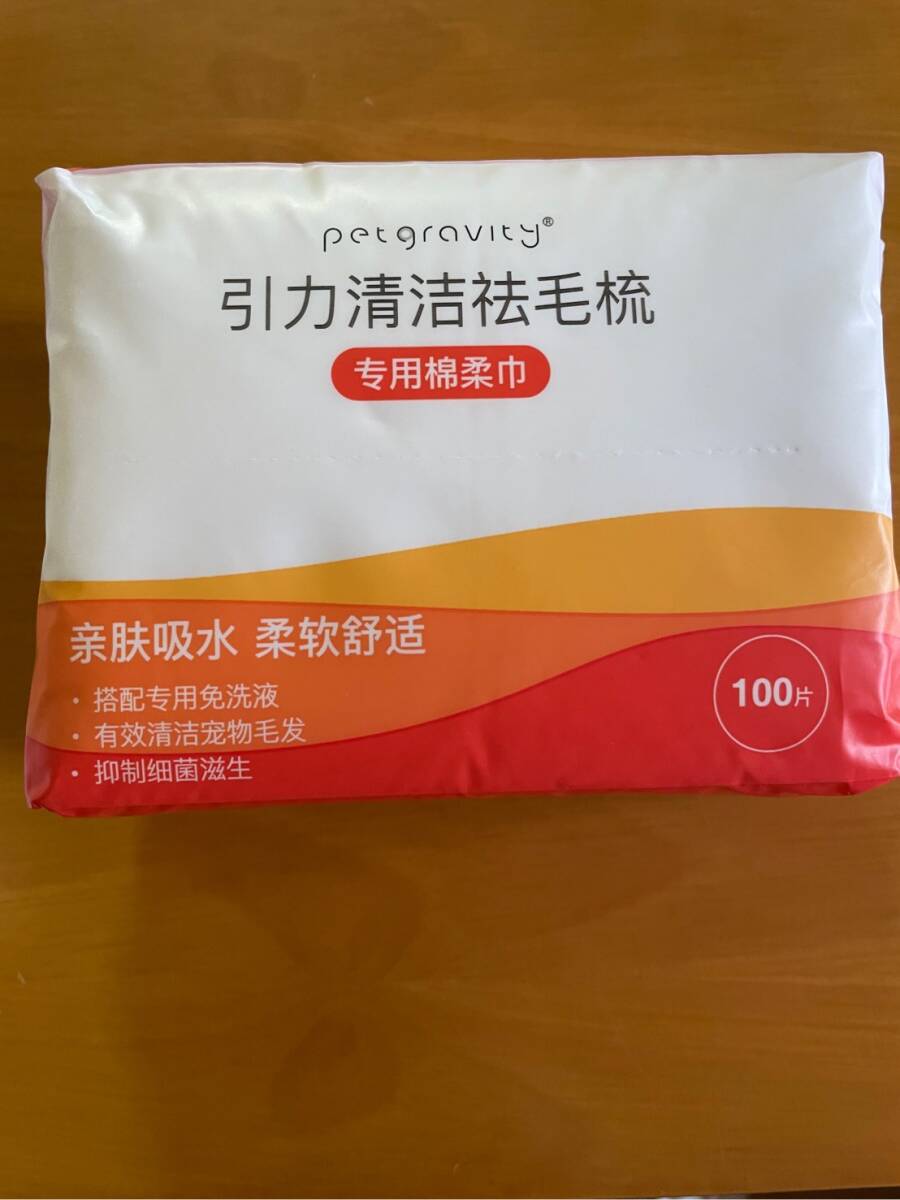 petgravity®
引力清洁祛毛梳
专用棉柔巾
亲肤吸水 柔软舒适
· 搭配专用免洗液
· 有效清洁宠物毛发
· 抑制细菌滋生
100片